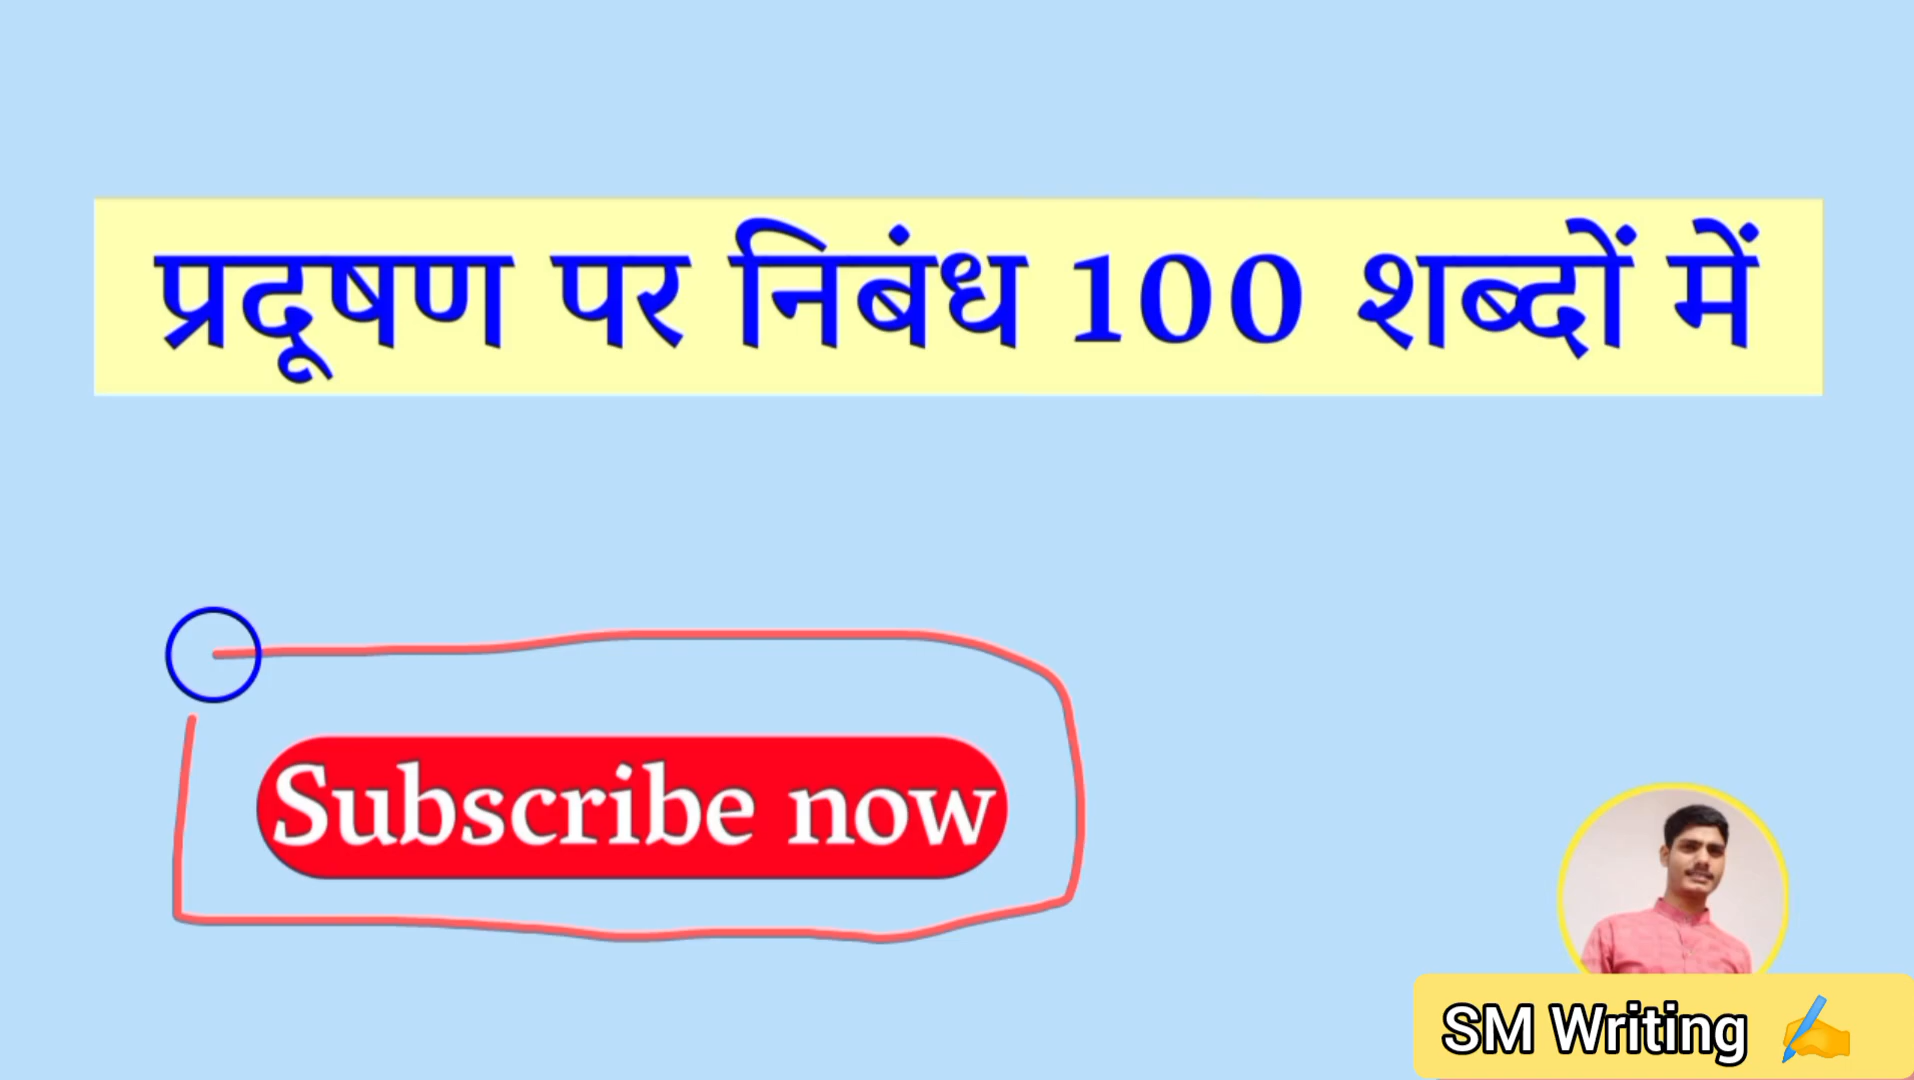 प्रदूषण पर निबंध 100 शब्दों में
Subscribe now
SM Writing ✍